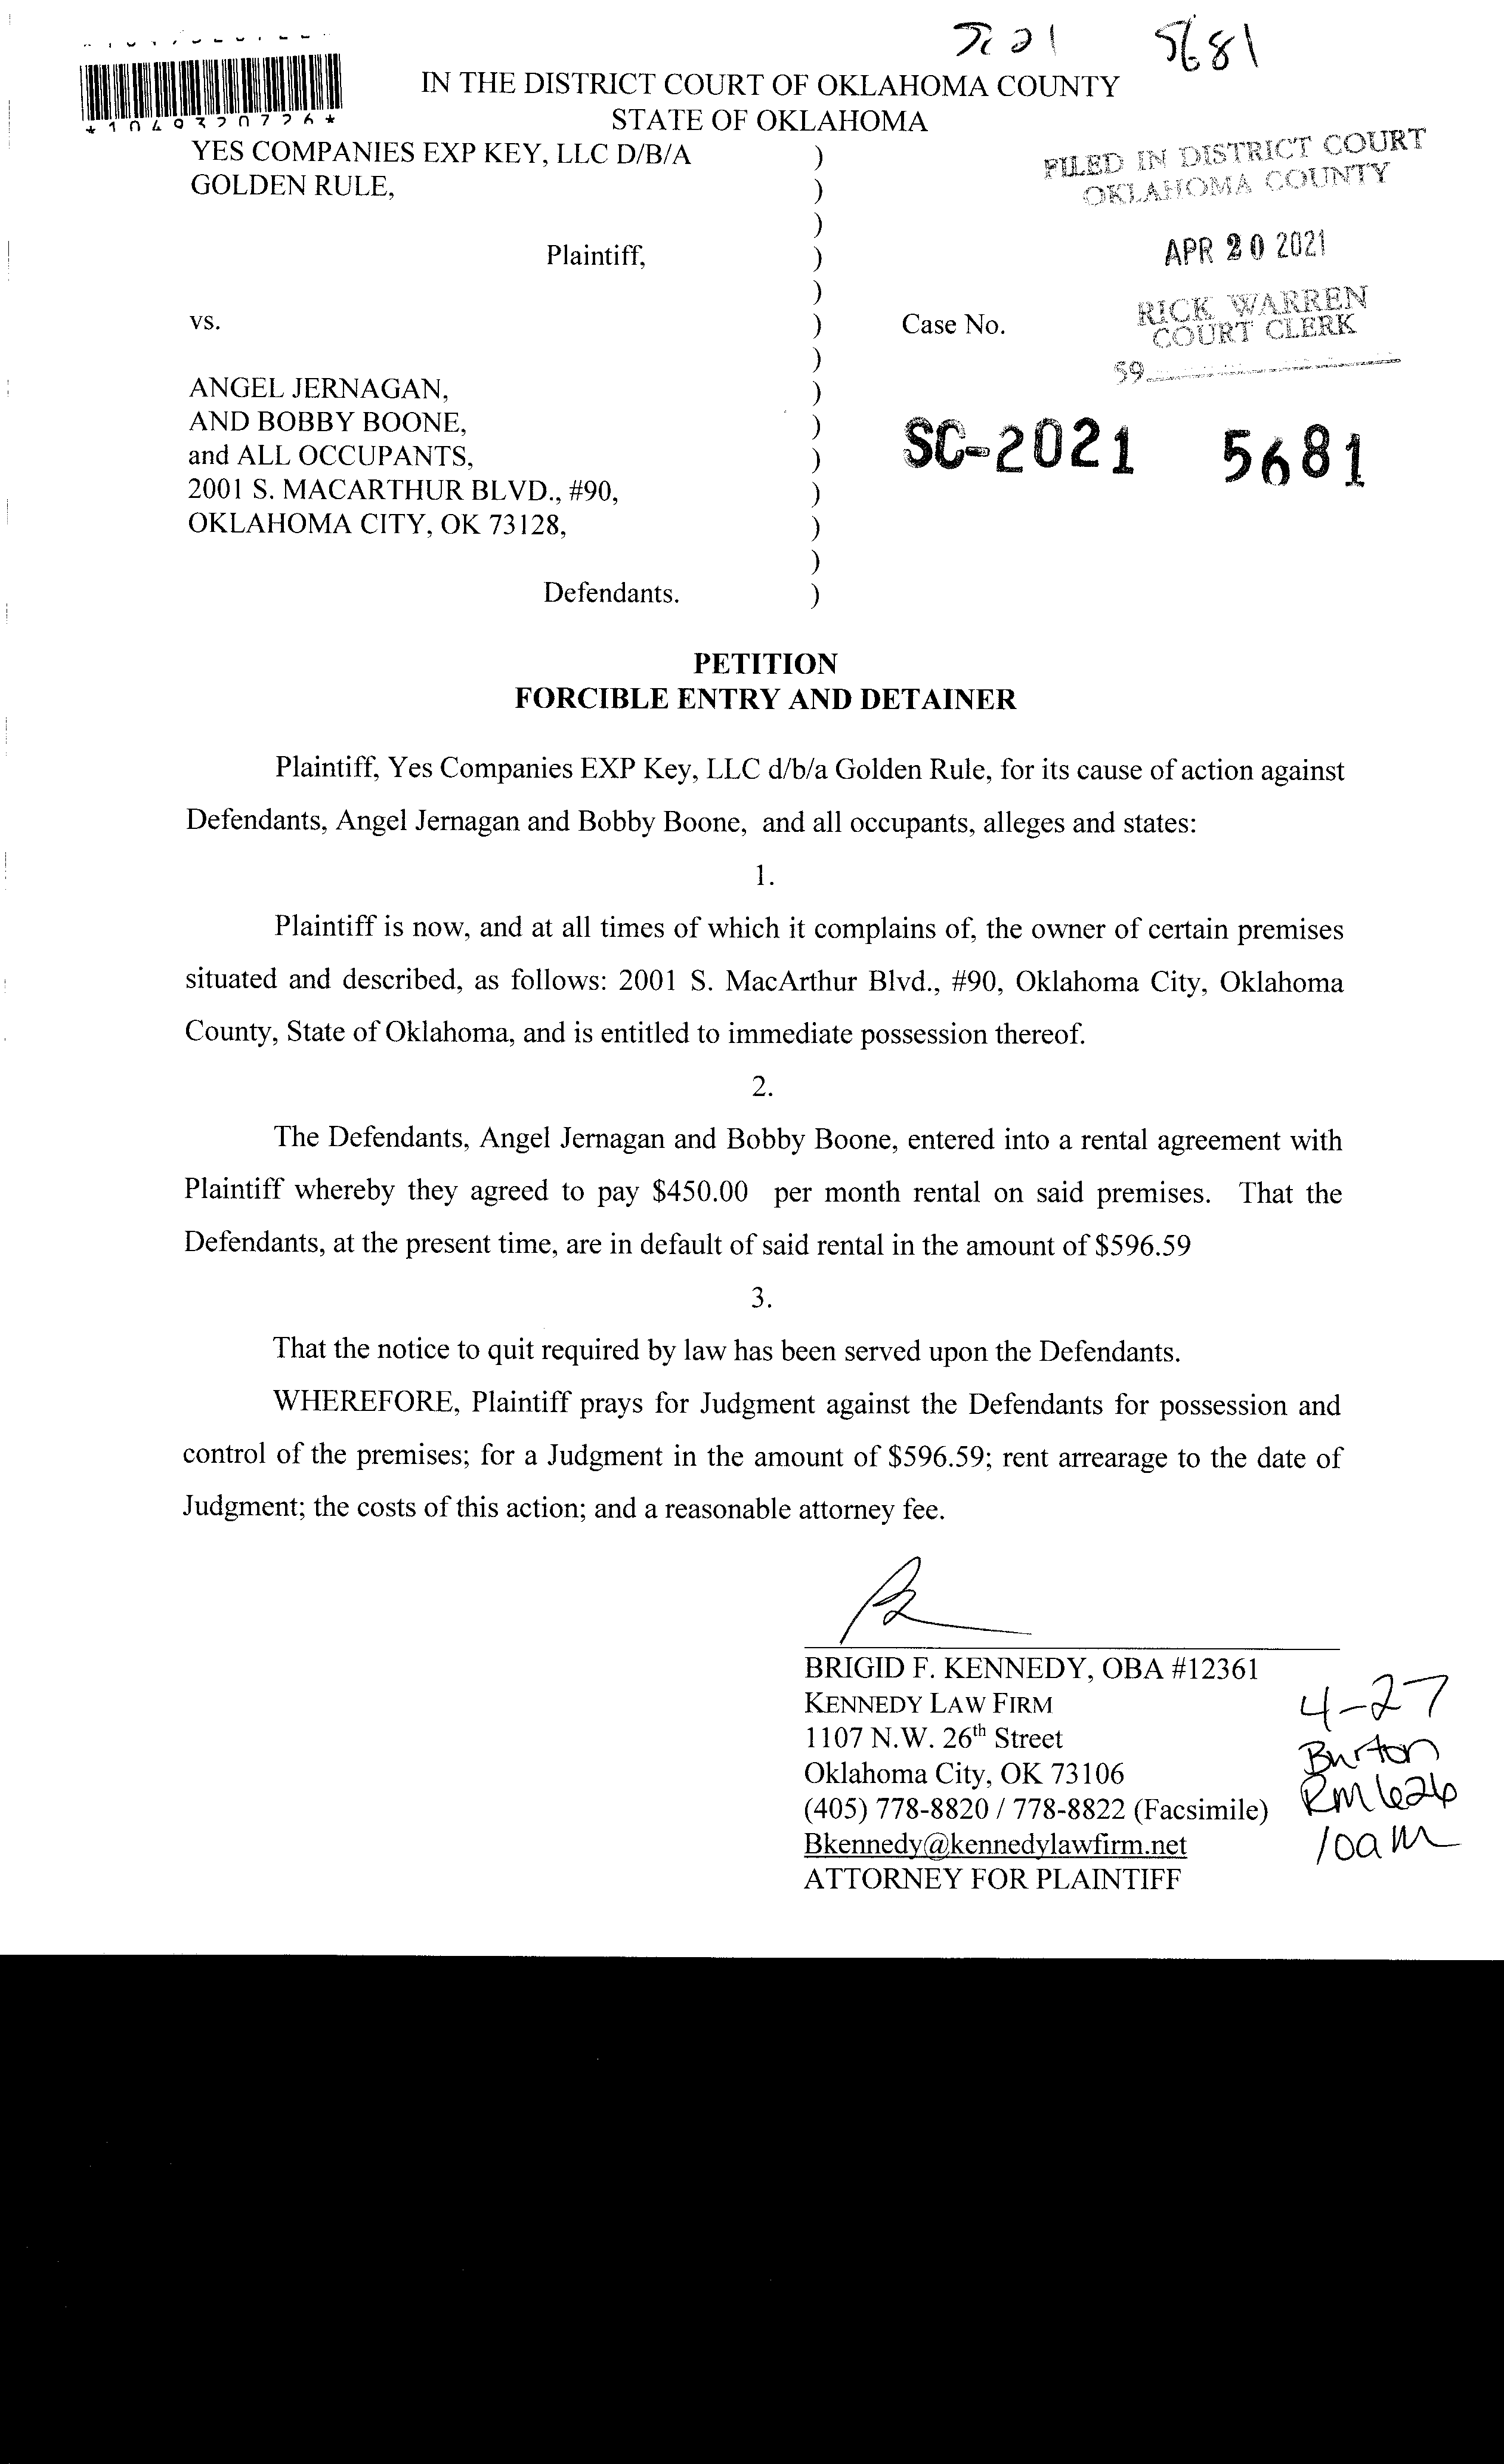 5681
IN THE DISTRICT COURT OF OKLAHOMA COUNTY
STATE OF OKLAHOMA
*1049320726*
YES COMPANIES EXP KEY, LLC D/B/A )
GOLDEN RULE, )
)
Plaintiff, )
)
vs. ) Case No.
)
ANGEL JERNAGAN, )
AND BOBBY BOONE, )
and ALL OCCUPANTS, )
2001 S. MACARTHUR BLVD., #90, )
OKLAHOMA CITY, OK 73128, )
)
Defendants. )
FILED IN DISTRICT COURT
OKLAHOMA COUNTY
APR 20 2021
RICK WARREN
COURT CLERK
59
SC-2021 5681
PETITION
FORCIBLE ENTRY AND DETAINER
Plaintiff, Yes Companies EXP Key, LLC d/b/a Golden Rule, for its cause of action against
Defendants, Angel Jernagan and Bobby Boone, and all occupants, alleges and states:
1.
Plaintiff is now, and at all times of which it complains of, the owner of certain premises
situated and described, as follows: 2001 S. MacArthur Blvd., #90, Oklahoma City, Oklahoma
County, State of Oklahoma, and is entitled to immediate possession thereof.
2.
The Defendants, Angel Jernagan and Bobby Boone, entered into a rental agreement with
Plaintiff whereby they agreed to pay $450.00 per month rental on said premises. That the
Defendants, at the present time, are in default of said rental in the amount of $596.59
3.
That the notice to quit required by law has been served upon the Defendants.
WHEREFORE, Plaintiff prays for Judgment against the Defendants for possession and
control of the premises; for a Judgment in the amount of $596.59; rent arrearage to the date of
Judgment; the costs of this action; and a reasonable attorney fee.
BRIGID F. KENNEDY, OBA #12361
KENNEDY LAW FIRM
1107 N.W. 26th Street
Oklahoma City, OK 73106
(405) 778-8820 / 778-8822 (Facsimile)
Bkennedy@kennedylawfirm.net
ATTORNEY FOR PLAINTIFF
4-27
Burton
Rm 626
10am